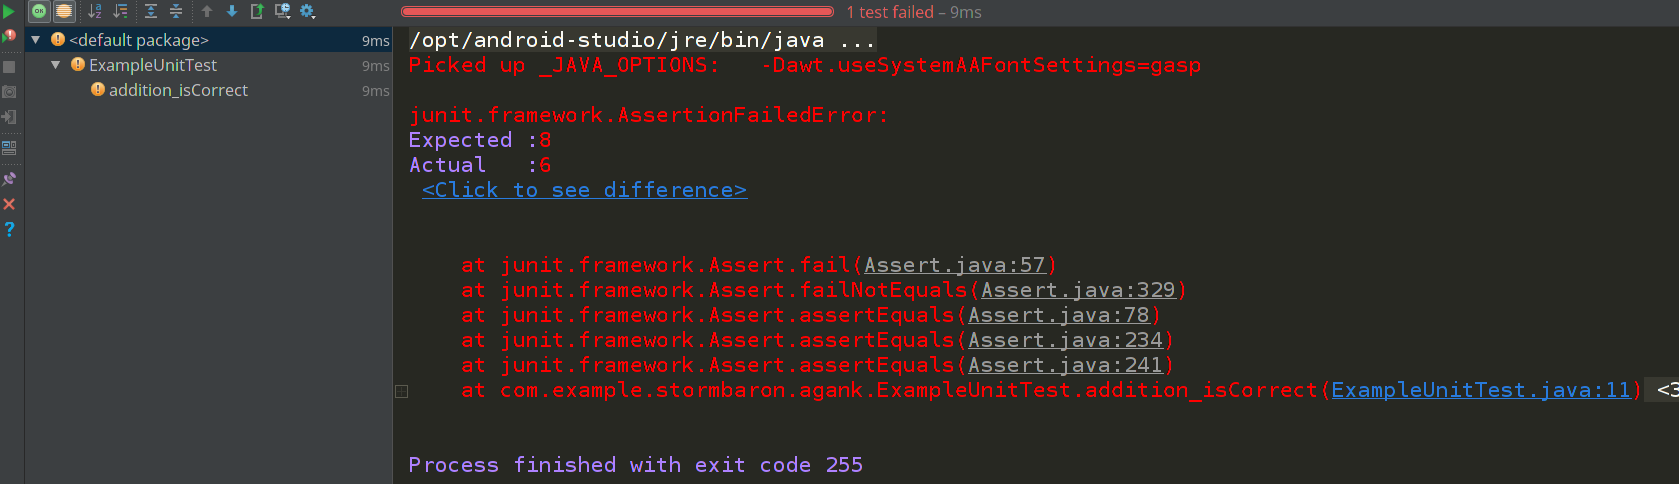 1 test failed – 9ms
<default package> 9ms
ExampleUnitTest 9ms
addition_isCorrect 9ms
/opt/android-studio/jre/bin/java ...
Picked up _JAVA_OPTIONS:   -Dawt.useSystemAAFontSettings=gasp
junit.framework.AssertionFailedError:
Expected :8
Actual   :6
<Click to see difference>
at junit.framework.Assert.fail(Assert.java:57)
at junit.framework.Assert.failNotEquals(Assert.java:329)
at junit.framework.Assert.assertEquals(Assert.java:78)
at junit.framework.Assert.assertEquals(Assert.java:234)
at junit.framework.Assert.assertEquals(Assert.java:241)
at com.example.stormbaron.agank.ExampleUnitTest.addition_isCorrect(ExampleUnitTest.java:11) <3
Process finished with exit code 255